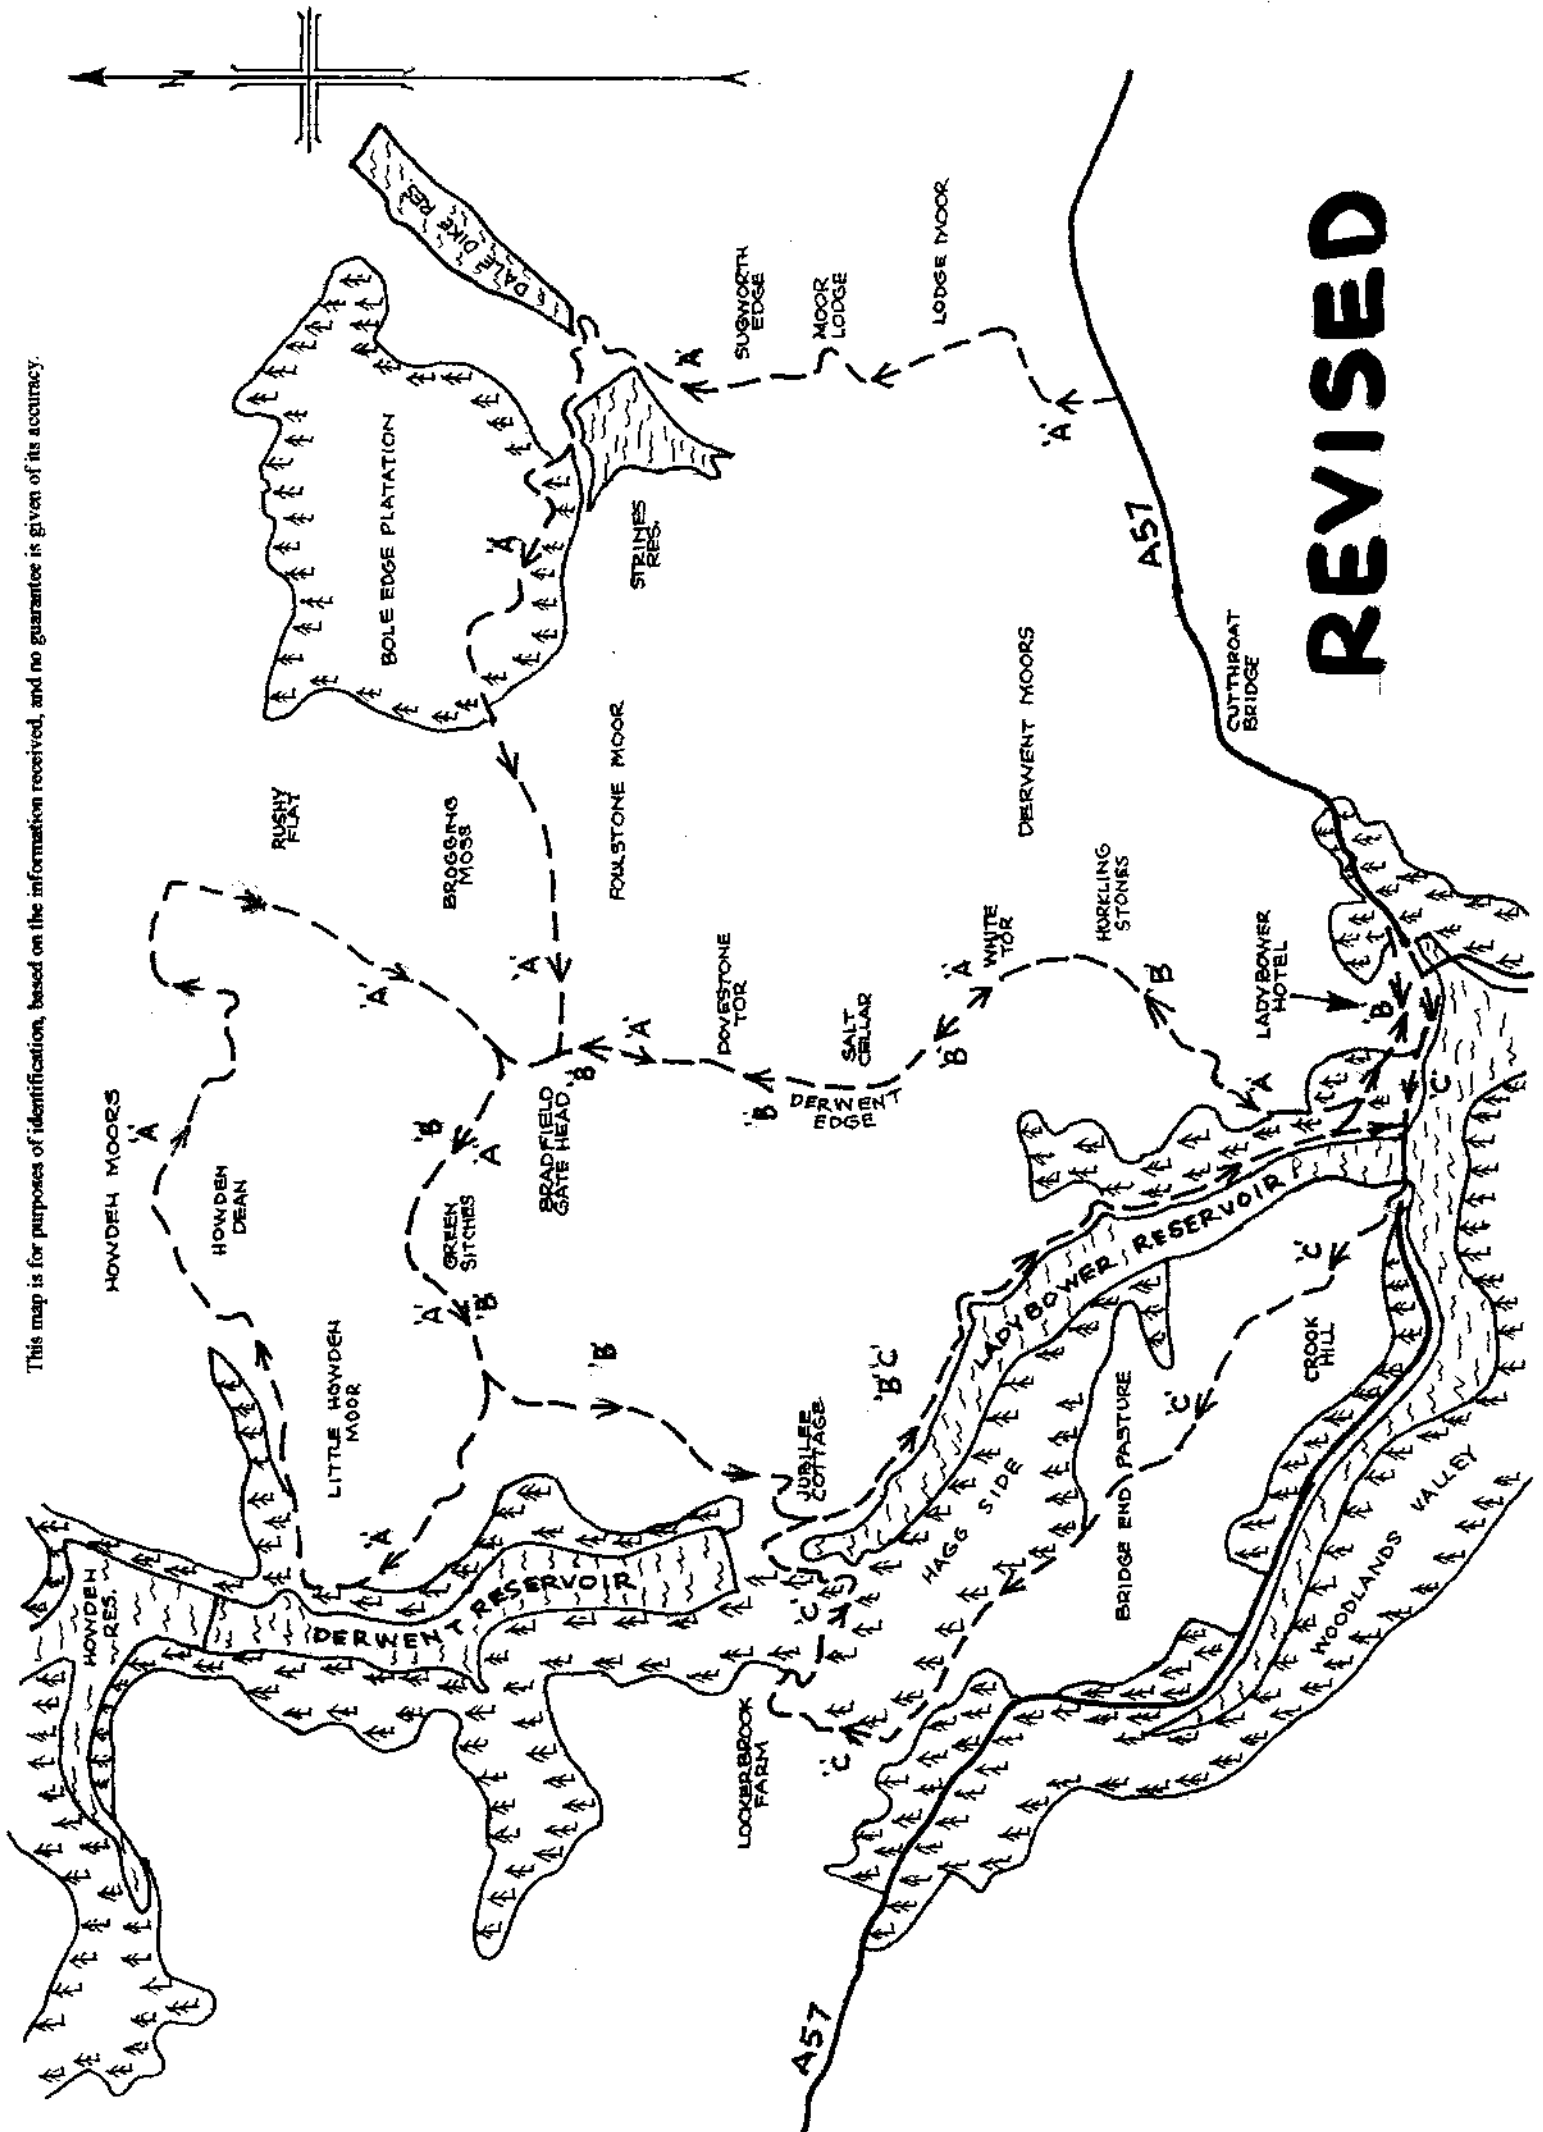 This map is for purposes of identification, based on the information received, and no guarantee is given of its accuracy.
N
HOWDEN MOORS
'A'
HOWDEN
DEAN
HOWDEN
RES.
LITTLE HOWDEN
MOOR
'A'
RUSHY
FLAT
'A'
BOLE EDGE PLATATION
DALE DIKE RES.
'A'
BROGGING
MOSS
'B'
'A'
GREEN
SITCHES
'A'
'B'
DERWENT RESERVOIR
BRADFIELD
GATE HEAD
'A'
'B'
'A'
FOULSTONE MOOR
STRINES
RES.
'A'
SUGWORTH
EDGE
MOOR
LODGE
LODGE MOOR
'A'
'B'
DOVESTONE
TOR
'B'
DERWENT
EDGE
SALT
CELLAR
'B'
'A'
WHITE
TOR
DERWENT MOORS
HURKLING
STONES
'B'
'A'
LOCKERBROOK
FARM
'C'
'C'
JUBILEE
COTTAGE
'B' 'C'
HAGG SIDE
LADYBOWER RESERVOIR
BRIDGE END PASTURE
'C'
'C'
CROOK
HILL
LADYBOWER
HOTEL
'B'
'C'
CUTTHROAT
BRIDGE
A57
A57
WOODLANDS VALLEY
REVISED